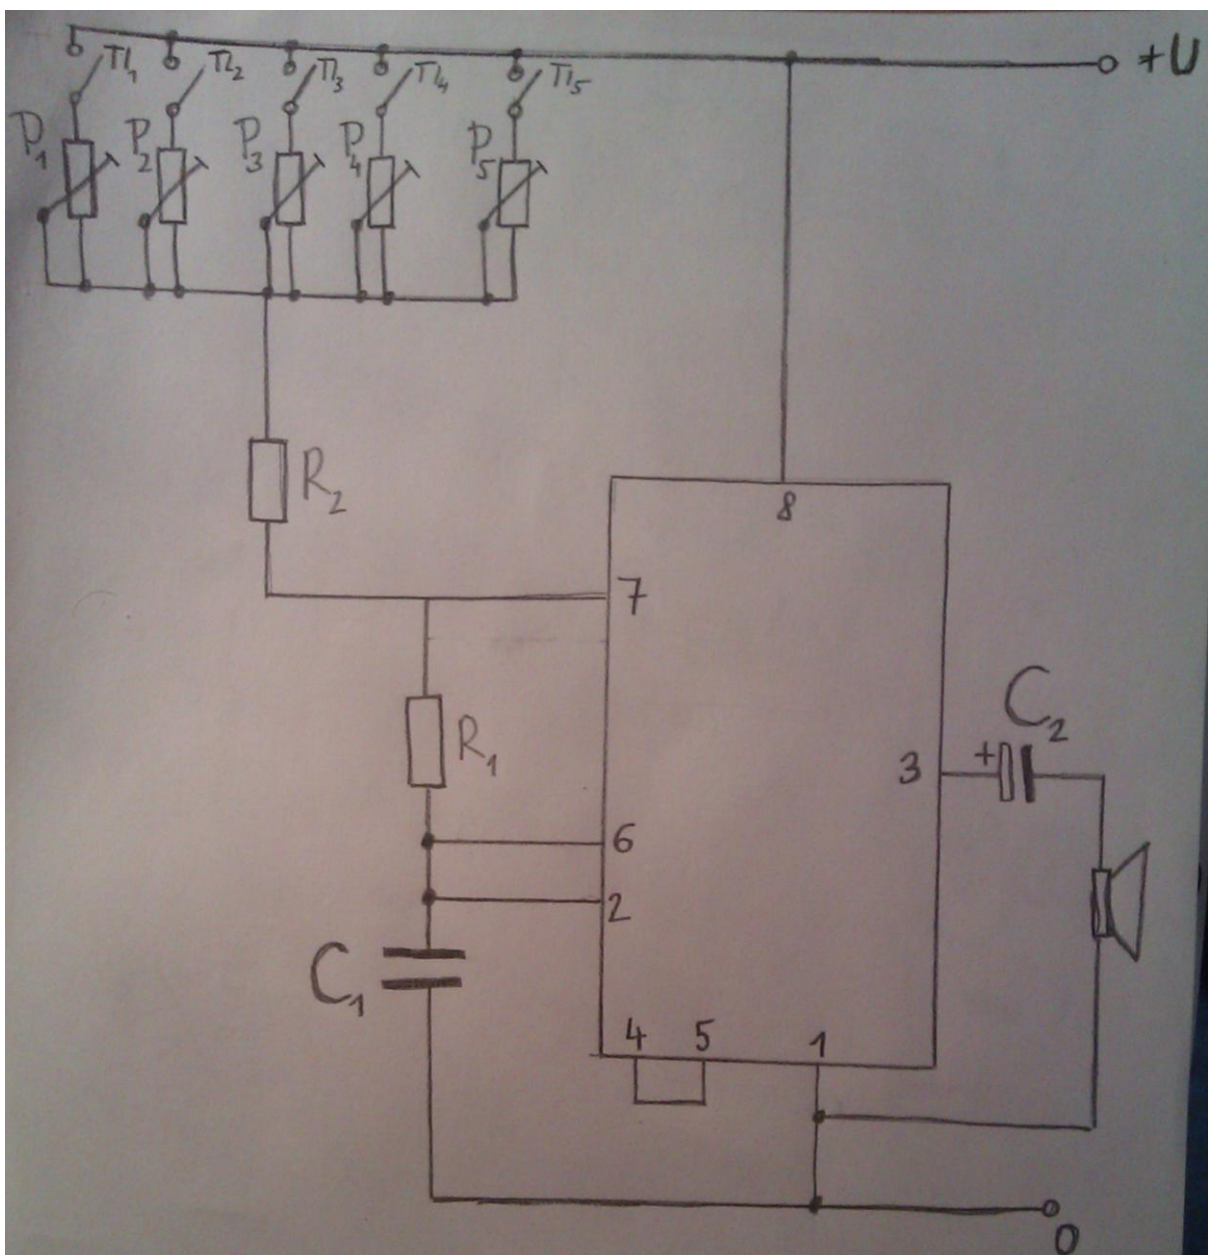 Tl₁ Tl₂ Tl₃ Tl₄ Tl₅ +U
P₁ P₂ P₃ P₄ P₅
R₂
8
7
R₁
C₂
3 +
6
2
C₁
4 5 1
0